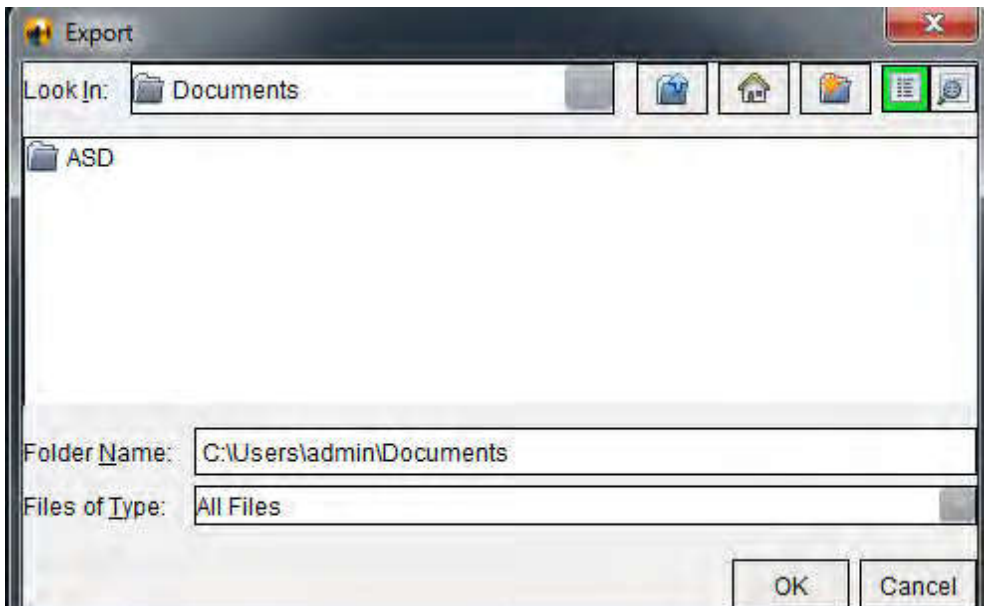 Export
Look In: Documents
ASD
Folder Name: C:\Users\admin\Documents
Files of Type: All Files
OK Cancel